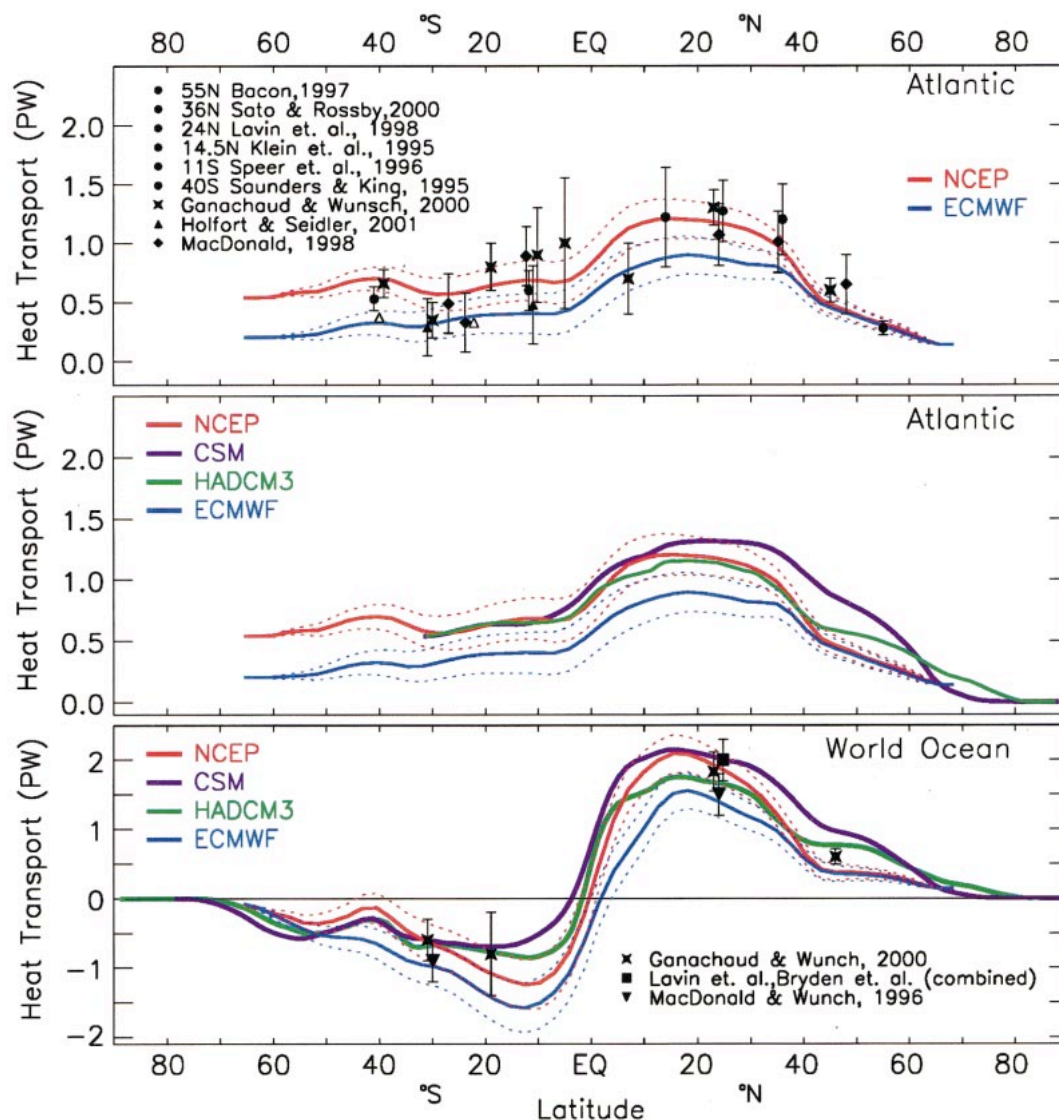 °S °N
80 60 40 20 EQ 20 40 60 80
Heat Transport (PW)
2.0
1.5
1.0
0.5
0.0
55N Bacon,1997
36N Sato & Rossby,2000
24N Lavin et. al., 1998
14.5N Klein et. al., 1995
11S Speer et. al., 1996
40S Saunders & King, 1995
Ganachaud & Wunsch, 2000
Holfort & Seidler, 2001
MacDonald, 1998
Atlantic
NCEP
ECMWF
Heat Transport (PW)
2.0
1.5
1.0
0.5
0.0
NCEP
CSM
HADCM3
ECMWF
Atlantic
Heat Transport (PW)
2
1
0
-1
-2
NCEP
CSM
HADCM3
ECMWF
World Ocean
Ganachaud & Wunch, 2000
Lavin et. al.,Bryden et. al. (combined)
MacDonald & Wunch, 1996
80 60 40 20 EQ 20 40 60 80
°S °N
Latitude